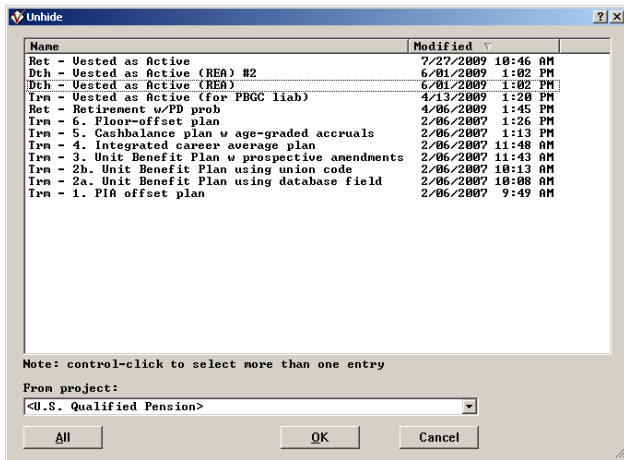 Unhide
Name Modified
Ret - Vested as Active 7/27/2009 10:46 AM
Dth - Vested as Active (REA) #2 6/01/2009 1:02 PM
Dth - Vested as Active (REA) 6/01/2009 1:02 PM
Trm - Vested as Active (for PBGC liab) 4/13/2009 1:20 PM
Ret - Retirement w/PD prob 4/06/2009 1:45 PM
Trm - 6. Floor-offset plan 2/06/2007 1:26 PM
Trm - 5. Cashbalance plan w age-graded accruals 2/06/2007 1:13 PM
Trm - 4. Integrated career average plan 2/06/2007 11:48 AM
Trm - 3. Unit Benefit Plan w prospective amendments 2/06/2007 11:43 AM
Trm - 2b. Unit Benefit Plan using union code 2/06/2007 10:13 AM
Trm - 2a. Unit Benefit Plan using database field 2/06/2007 10:08 AM
Trm - 1. PIA offset plan 2/06/2007 9:49 AM
Note: control-click to select more than one entry
From project:
<U.S. Qualified Pension>
All OK Cancel